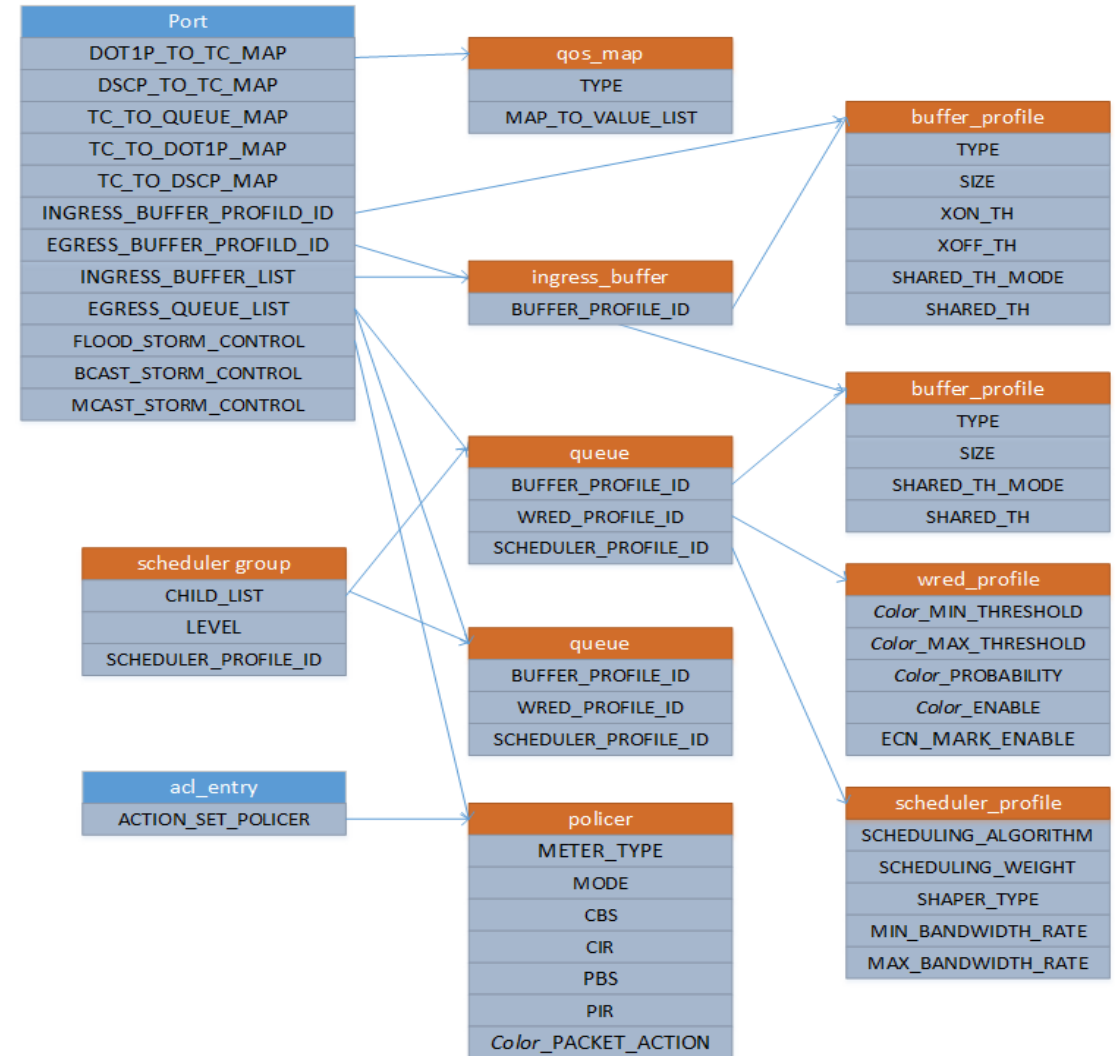 Port
DOT1P_TO_TC_MAP
DSCP_TO_TC_MAP
TC_TO_QUEUE_MAP
TC_TO_DOT1P_MAP
TC_TO_DSCP_MAP
INGRESS_BUFFER_PROFILD_ID
EGRESS_BUFFER_PROFILD_ID
INGRESS_BUFFER_LIST
EGRESS_QUEUE_LIST
FLOOD_STORM_CONTROL
BCAST_STORM_CONTROL
MCAST_STORM_CONTROL
scheduler group
CHILD_LIST
LEVEL
SCHEDULER_PROFILE_ID
acl_entry
ACTION_SET_POLICER
qos_map
TYPE
MAP_TO_VALUE_LIST
ingress_buffer
BUFFER_PROFILE_ID
queue
BUFFER_PROFILE_ID
WRED_PROFILE_ID
SCHEDULER_PROFILE_ID
queue
BUFFER_PROFILE_ID
WRED_PROFILE_ID
SCHEDULER_PROFILE_ID
policer
METER_TYPE
MODE
CBS
CIR
PBS
PIR
Color_PACKET_ACTION
buffer_profile
TYPE
SIZE
XON_TH
XOFF_TH
SHARED_TH_MODE
SHARED_TH
buffer_profile
TYPE
SIZE
SHARED_TH_MODE
SHARED_TH
wred_profile
Color_MIN_THRESHOLD
Color_MAX_THRESHOLD
Color_PROBABILITY
Color_ENABLE
ECN_MARK_ENABLE
scheduler_profile
SCHEDULING_ALGORITHM
SCHEDULING_WEIGHT
SHAPER_TYPE
MIN_BANDWIDTH_RATE
MAX_BANDWIDTH_RATE